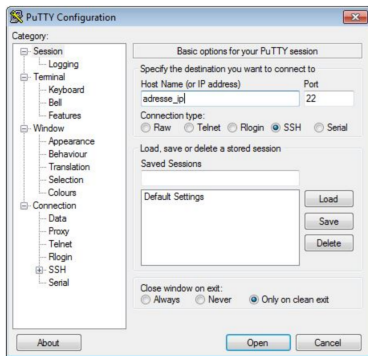 PuTTY Configuration
Category:
Session
Logging
Terminal
Keyboard
Bell
Features
Window
Appearance
Behaviour
Translation
Selection
Colours
Connection
Data
Proxy
Telnet
Rlogin
SSH
Serial
Basic options for your PuTTY session
Specify the destination you want to connect to
Host Name (or IP address) Port
adresse_ip 22
Connection type:
Raw Telnet Rlogin SSH Serial
Load, save or delete a stored session
Saved Sessions
Default Settings
Load
Save
Delete
Close window on exit:
Always Never Only on clean exit
About Open Cancel